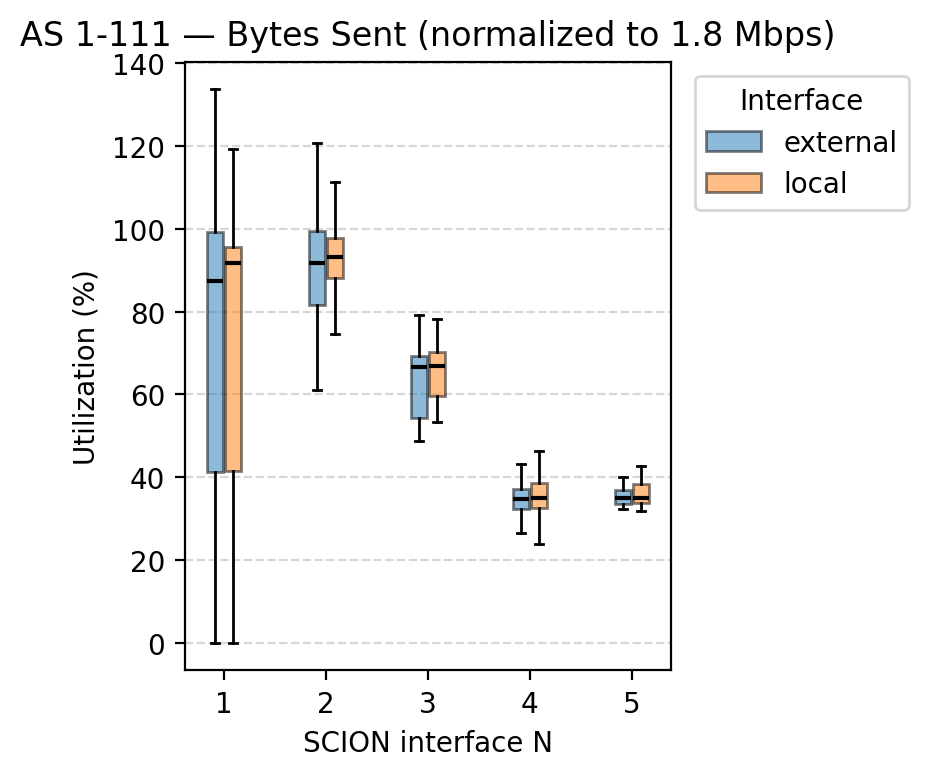 AS 1-111 — Bytes Sent (normalized to 1.8 Mbps)
140
120
100
80
60
40
20
0
Utilization (%)
1 2 3 4 5
SCION interface N
Interface
external
local